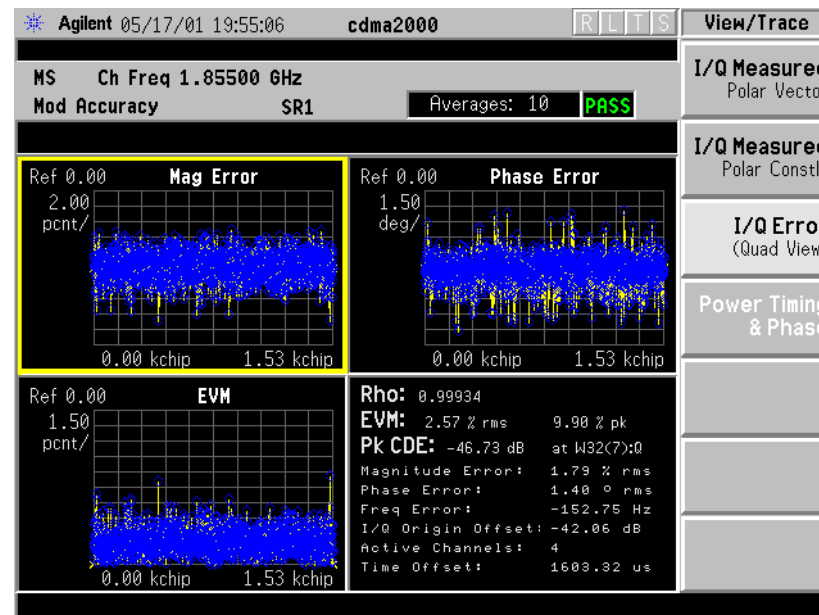 Agilent 05/17/01 19:55:06 cdma2000 R L T S View/Trace
MS Ch Freq 1.85500 GHz
Mod Accuracy SR1 Averages: 10 PASS
I/Q Measured
Polar Vecto
I/Q Measured
Polar Constl
I/Q Erro
(Quad View
Power Timing
& Phase
Ref 0.00 Mag Error
2.00
pcnt/
0.00 kchip 1.53 kchip
Ref 0.00 Phase Error
1.50
deg/
0.00 kchip 1.53 kchip
Ref 0.00 EVM
1.50
pcnt/
0.00 kchip 1.53 kchip
Rho: 0.99934
EVM: 2.57 % rms 9.90 % pk
Pk CDE: -46.73 dB at W32(7):Q
Magnitude Error: 1.79 % rms
Phase Error: 1.40 º rms
Freq Error: -152.75 Hz
I/Q Origin Offset: -42.06 dB
Active Channels: 4
Time Offset: 1603.32 us